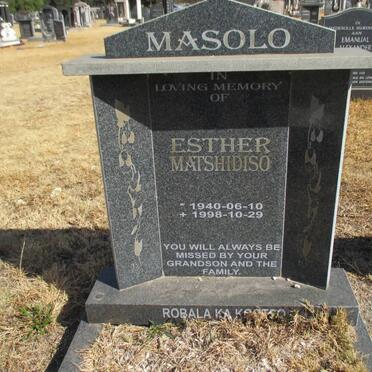 MASOLO
IN
LOVING MEMORY
OF
ESTHER
MATSHIDISO
* 1940-06-10
+ 1998-10-29
YOU WILL ALWAYS BE
MISSED BY YOUR
GRANDSON AND THE
FAMILY.
ROBALA KA KGOTSO
EMANUAL